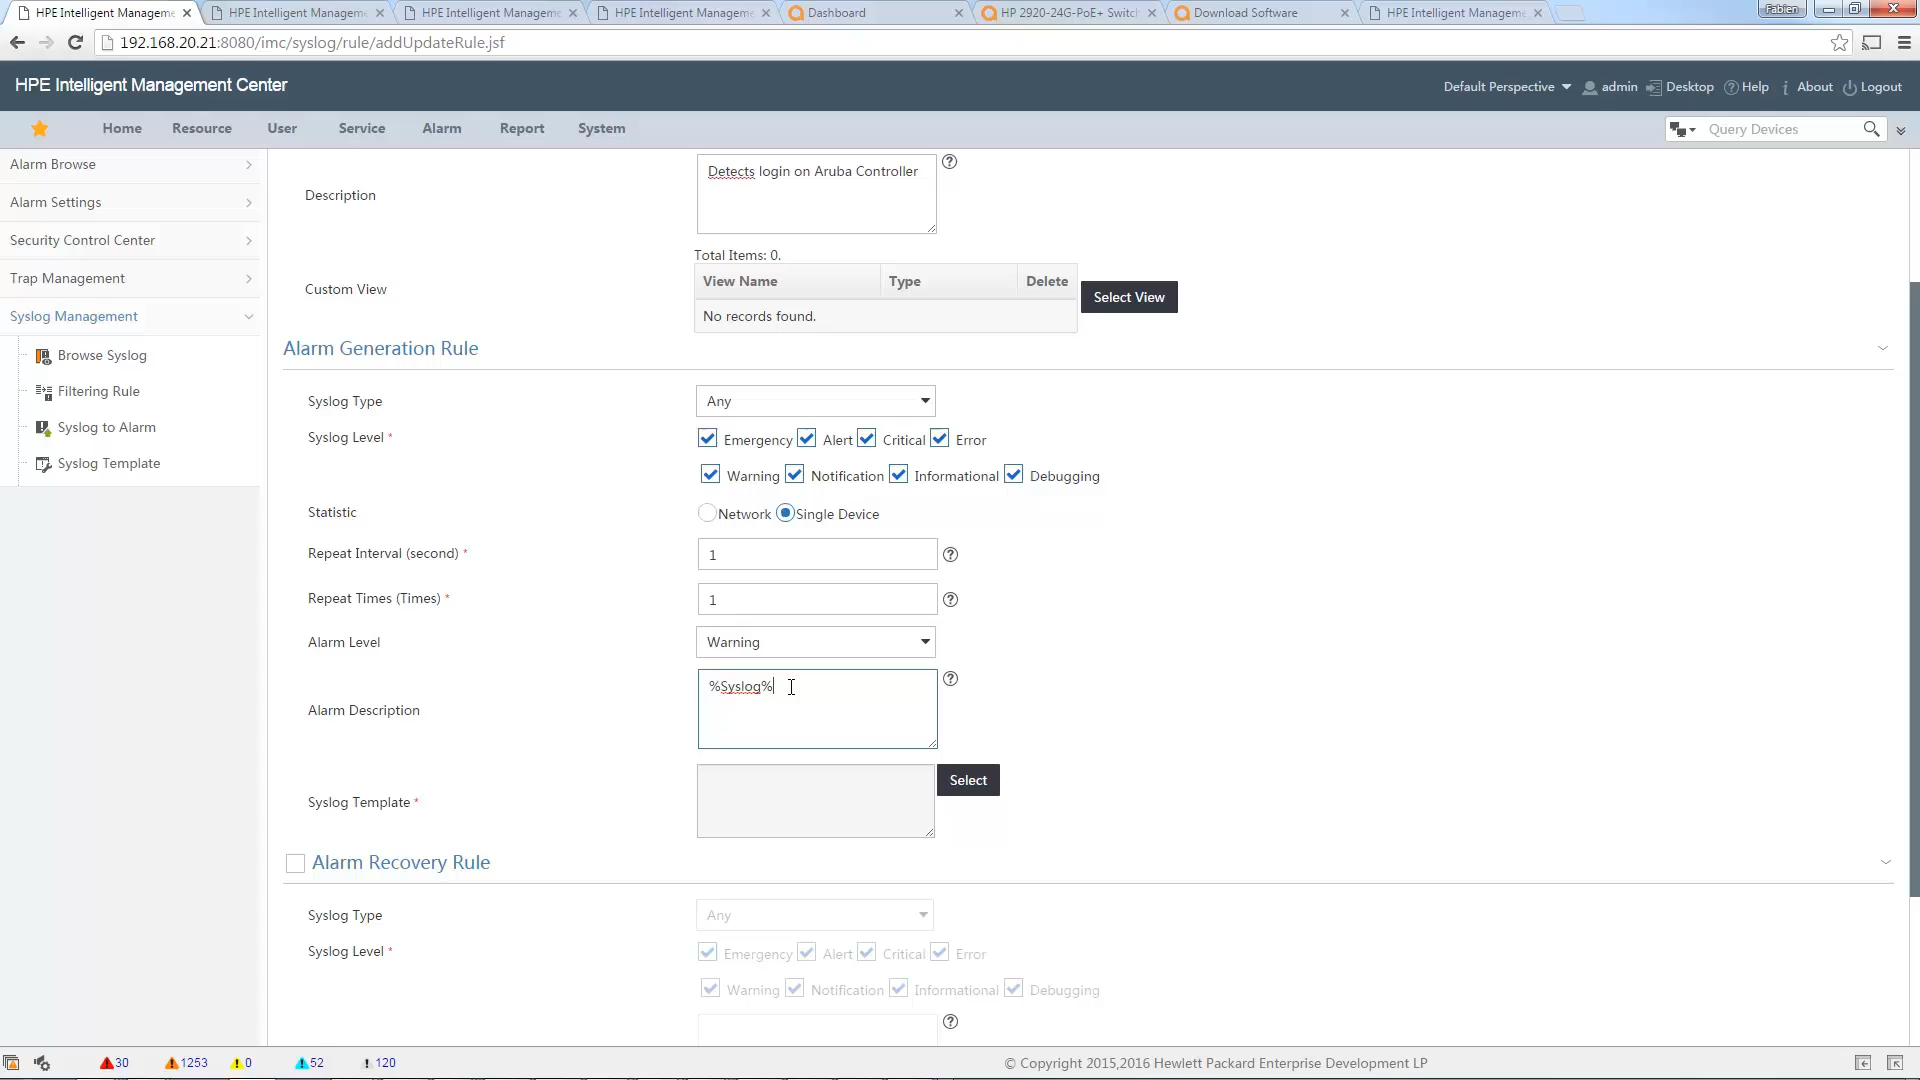 HPE Intelligent Manageme
HPE Intelligent Manageme
HPE Intelligent Manageme
HPE Intelligent Manageme
Dashboard
HP 2920-24G-PoE+ Switch
Download Software
HPE Intelligent Manageme
Fabien
192.168.20.21:8080/imc/syslog/rule/addUpdateRule.jsf
HPE Intelligent Management Center
Default Perspective admin Desktop Help About Logout
Home Resource User Service Alarm Report System
Query Devices
Alarm Browse
Alarm Settings
Security Control Center
Trap Management
Syslog Management
Browse Syslog
Filtering Rule
Syslog to Alarm
Syslog Template
Description
Detects login on Aruba Controller
Total Items: 0.
Custom View
View Name Type Delete
No records found.
Select View
Alarm Generation Rule
Syslog Type Any
Syslog Level * Emergency Alert Critical Error
Warning Notification Informational Debugging
Statistic Network Single Device
Repeat Interval (second) * 1
Repeat Times (Times) * 1
Alarm Level Warning
Alarm Description %Syslog%
Syslog Template * Select
Alarm Recovery Rule
Syslog Type Any
Syslog Level * Emergency Alert Critical Error
Warning Notification Informational Debugging
30 1253 0 52 120
© Copyright 2015,2016 Hewlett Packard Enterprise Development LP